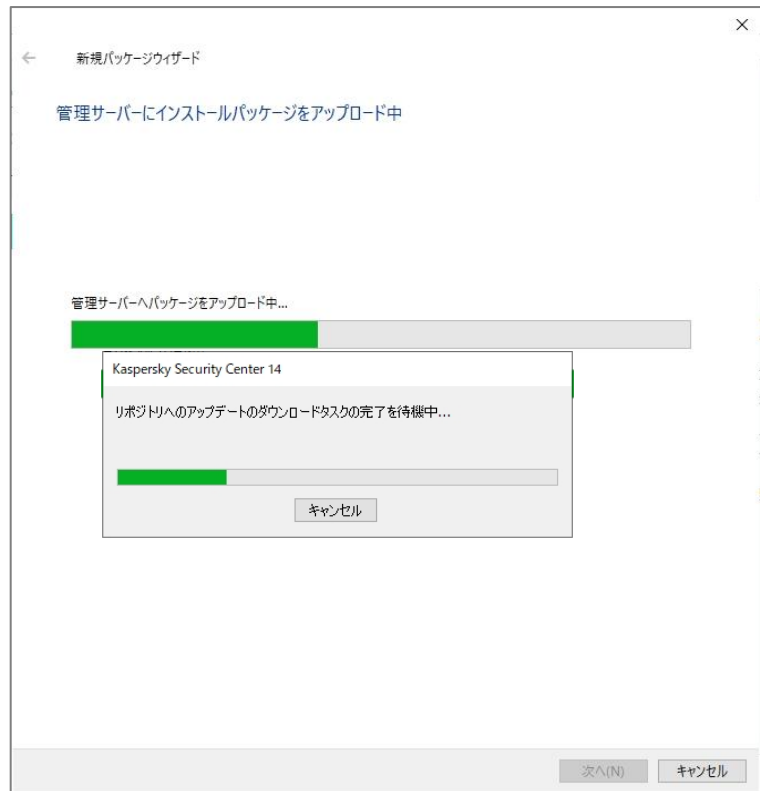 新規パッケージウィザード
管理サーバーにインストールパッケージをアップロード中
管理サーバーへパッケージをアップロード中...
Kaspersky Security Center 14
リポジトリへのアップデートのダウンロードタスクの完了を待機中...
キャンセル
次へ(N)
キャンセル